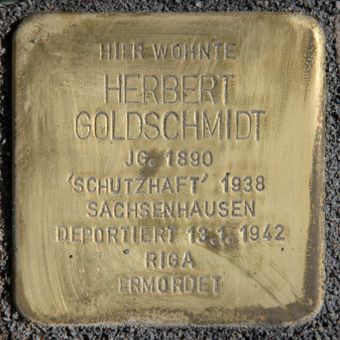 HIER WOHNTE
HERBERT
GOLDSCHMIDT
JG. 1890
'SCHUTZHAFT' 1938
SACHSENHAUSEN
DEPORTIERT 13.1.1942
RIGA
ERMORDET